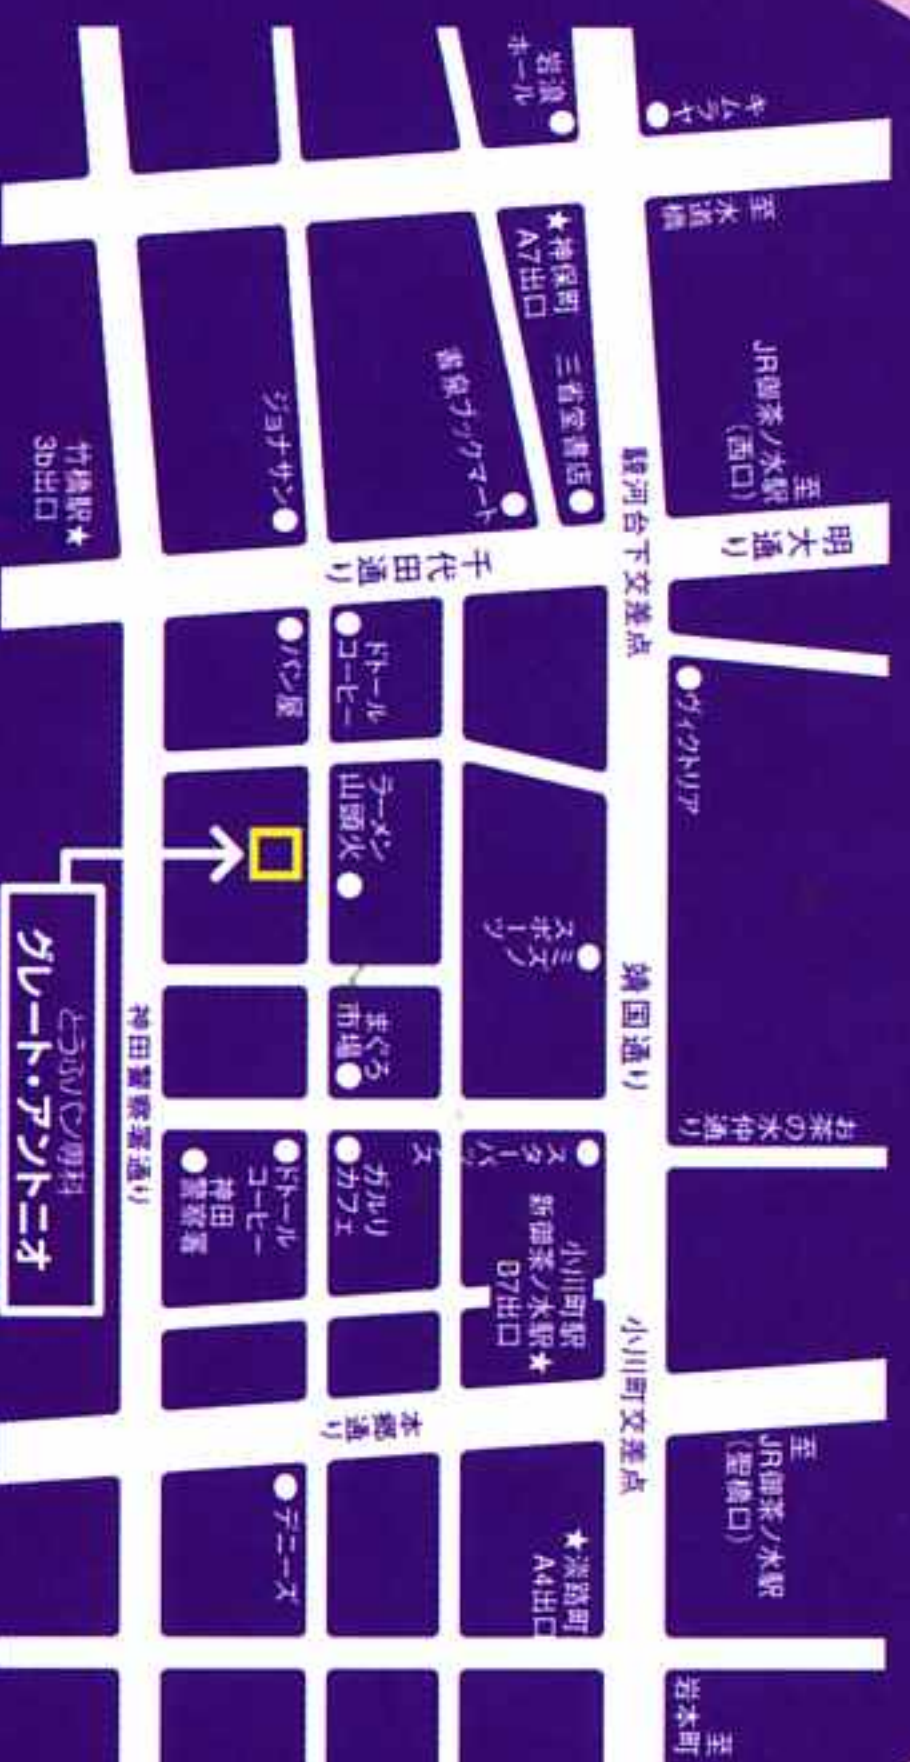 キムラヤ
岩波
ホール
至水道
橋
★神保町
A7出口
至
JR御茶ノ水駅
(西口)
三省堂書店
書泉ブックマート
ジョナサン
竹橋駅★
3b出口
駿河台下交差点
明大通り
千代田通り
ヴィクトリア
ドトール
コーヒー
パン屋
ラーメン
山頭火
ミズノ
スポーツ
靖国通り
お茶の水仲通り
まぐろ
市場
神田警察署通り
とうふパン専科
グレート・アントニオ
スターバックス
小川町駅
新御茶ノ水駅★
B7出口
ガルリ
カフェ
ドトール
コーヒー
神田
警察署
小川町交差点
本郷通り
至
JR御茶ノ水駅
(聖橋口)
デニーズ
★淡路町
A4出口
至
岩本町